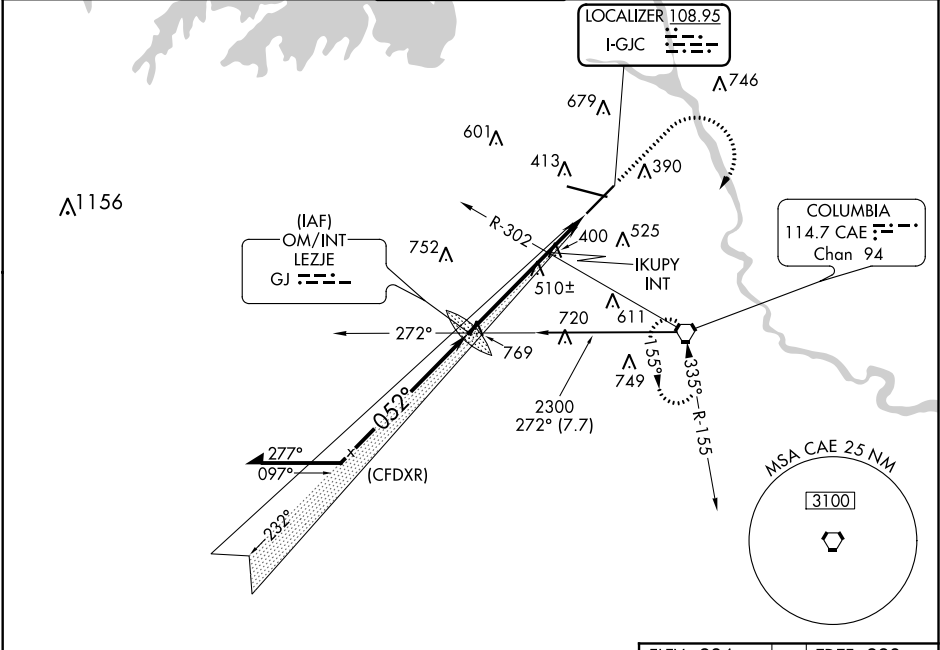 LOCALIZER 108.95
I-GJC
746
679
601
413
390
1156
R-302
(IAF)
OM/INT
LEZJE
GJ
752
400
525
IKUPY
INT
COLUMBIA
114.7 CAE
Chan 94
510±
611
272°
720
769
155°
749
335°
R-155
2300
272° (7.7)
052°
277°
097°
(CFDXR)
232°
MSA CAE 25 NM
3100